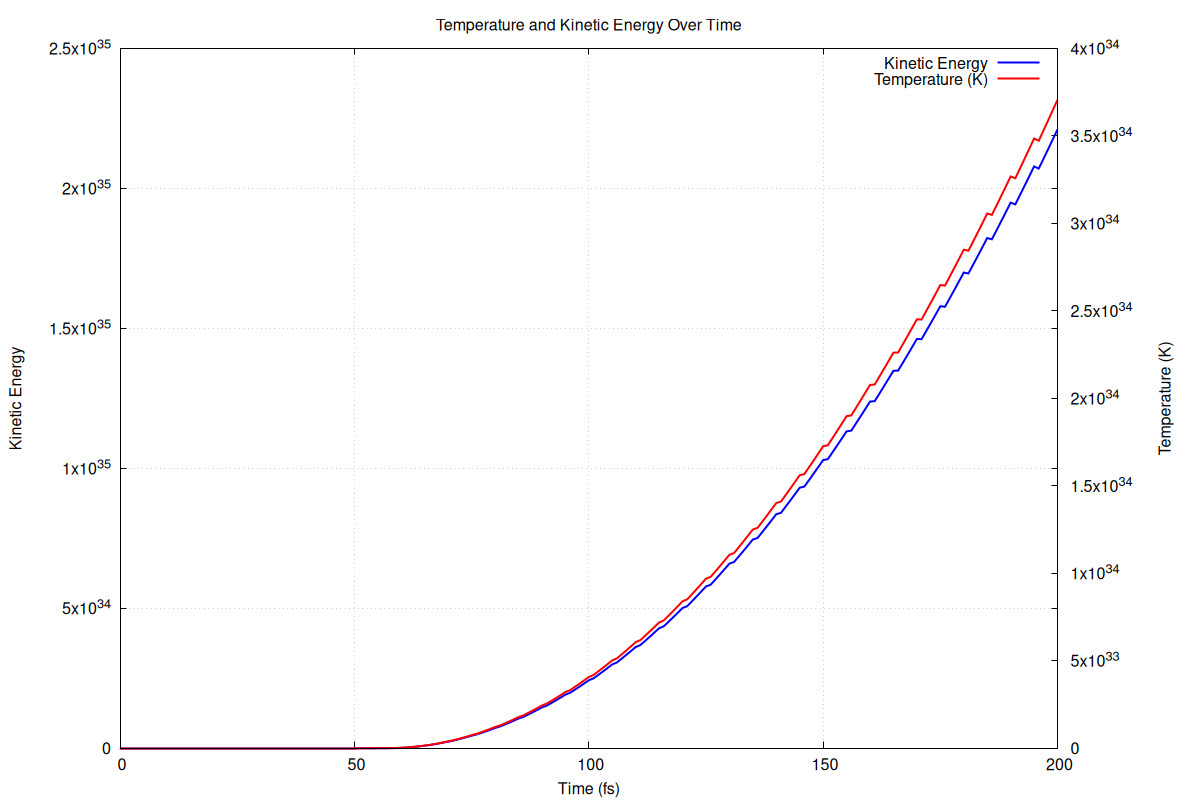 Temperature and Kinetic Energy Over Time
Kinetic Energy
Temperature (K)
2.5x10^35
2x10^35
1.5x10^35
1x10^35
5x10^34
0
4x10^34
3.5x10^34
3x10^34
2.5x10^34
2x10^34
1.5x10^34
1x10^34
5x10^33
0
Kinetic Energy
Temperature (K)
0 50 100 150 200
Time (fs)